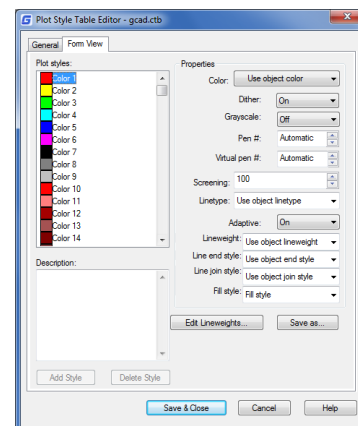 Plot Style Table Editor - gcad.ctb
General Form View
Plot styles:
Color 1
Color 2
Color 3
Color 4
Color 5
Color 6
Color 7
Color 8
Color 9
Color 10
Color 11
Color 12
Color 13
Color 14
Description:
Add Style Delete Style
Properties
Color: Use object color
Dither: On
Grayscale: Off
Pen #: Automatic
Virtual pen #: Automatic
Screening: 100
Linetype: Use object linetype
Adaptive: On
Lineweight: Use object lineweight
Line end style: Use object end style
Line join style: Use object join style
Fill style: Fill style
Edit Lineweights... Save as...
Save & Close Cancel Help